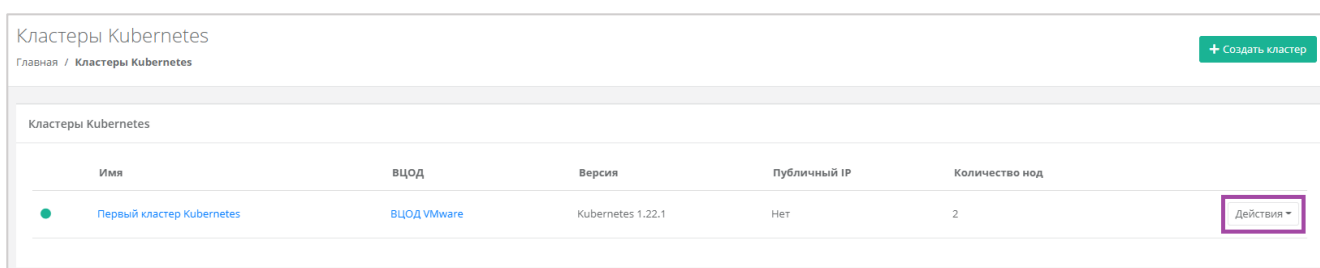 Кластеры Kubernetes
+ Создать кластер
Главная / Кластеры Kubernetes
Кластеры Kubernetes
Имя ВЦОД Версия Публичный IP Количество нод
Первый кластер Kubernetes ВЦОД VMware Kubernetes 1.22.1 Нет 2 Действия